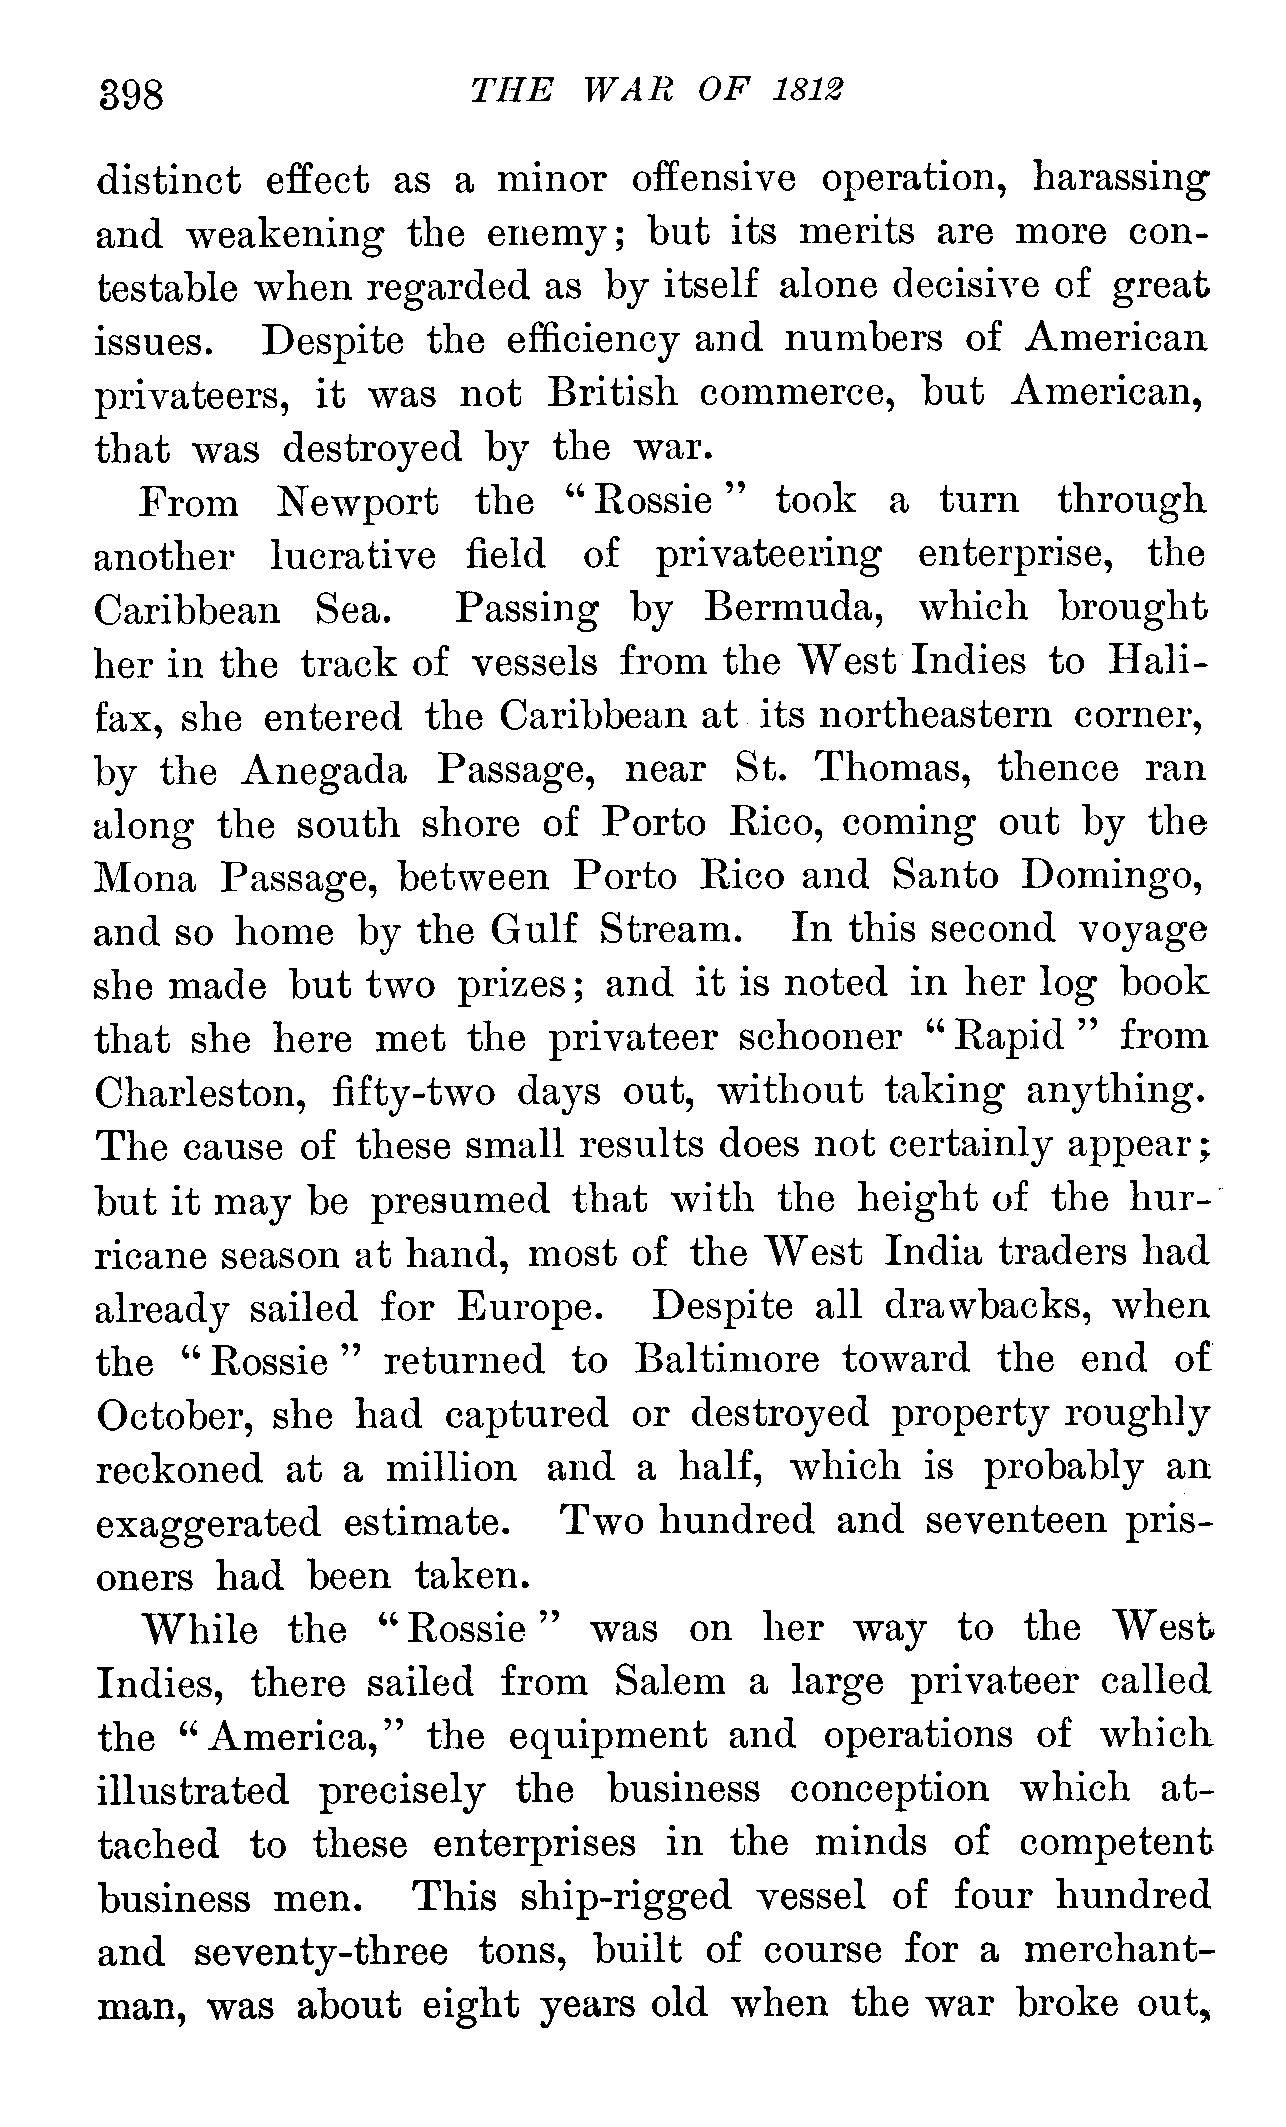 398 THE WAR OF 1812
distinct effect as a minor offensive operation, harassing
and weakening the enemy; but its merits are more con-
testable when regarded as by itself alone decisive of great
issues. Despite the efficiency and numbers of American
privateers, it was not British commerce, but American,
that was destroyed by the war.
From Newport the “Rossie” took a turn through
another lucrative field of privateering enterprise, the
Caribbean Sea. Passing by Bermuda, which brought
her in the track of vessels from the West Indies to Hali-
fax, she entered the Caribbean at its northeastern corner,
by the Anegada Passage, near St. Thomas, thence ran
along the south shore of Porto Rico, coming out by the
Mona Passage, between Porto Rico and Santo Domingo,
and so home by the Gulf Stream. In this second voyage
she made but two prizes; and it is noted in her log book
that she here met the privateer schooner “Rapid” from
Charleston, fifty-two days out, without taking anything.
The cause of these small results does not certainly appear;
but it may be presumed that with the height of the hur-
ricane season at hand, most of the West India traders had
already sailed for Europe. Despite all drawbacks, when
the “Rossie” returned to Baltimore toward the end of
October, she had captured or destroyed property roughly
reckoned at a million and a half, which is probably an
exaggerated estimate. Two hundred and seventeen pris-
oners had been taken.
While the “Rossie” was on her way to the West
Indies, there sailed from Salem a large privateer called
the “America,” the equipment and operations of which
illustrated precisely the business conception which at-
tached to these enterprises in the minds of competent
business men. This ship-rigged vessel of four hundred
and seventy-three tons, built of course for a merchant-
man, was about eight years old when the war broke out,